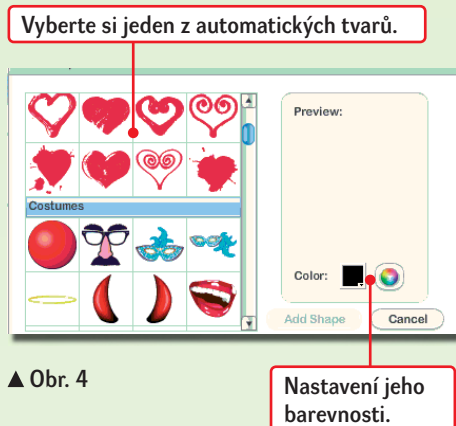 Vyberte si jeden z automatických tvarů.
Preview:
Costumes
Color:
Add Shape
Cancel
▲ Obr. 4
Nastavení jeho
barevnosti.